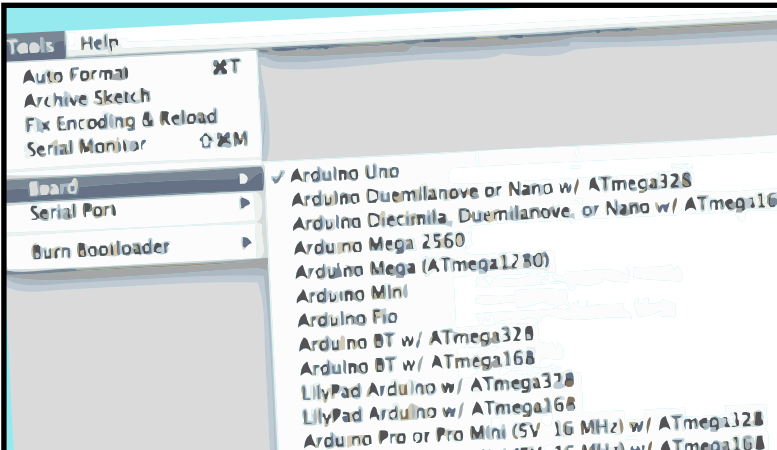 Tools Help
Auto Format ⌘T
Archive Sketch
Fix Encoding & Reload
Serial Monitor ⇧⌘M
Board
Serial Port
Burn Bootloader
✓ Arduino Uno
Arduino Duemilanove or Nano w/ ATmega328
Arduino Diecimila, Duemilanove, or Nano w/ ATmega16
Arduino Mega 2560
Arduino Mega (ATmega1280)
Arduino Mini
Arduino Fio
Arduino BT w/ ATmega328
Arduino BT w/ ATmega168
LilyPad Arduino w/ ATmega328
LilyPad Arduino w/ ATmega168
Arduino Pro or Pro Mini (5V, 16 MHz) w/ ATmega328
16 MHz) w/ ATmega168